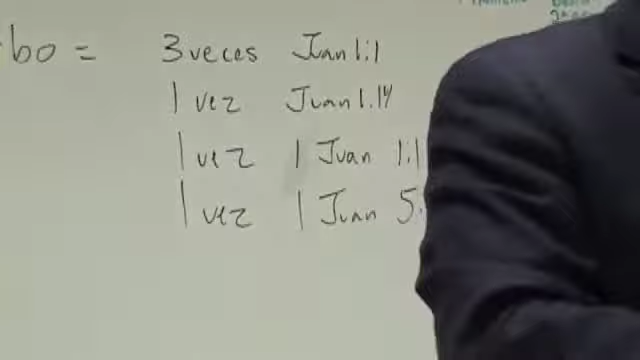 bo = 3 veces Juan 1:1
1 vez Juan 1.14
1 vez 1 Juan 1.1
1 vez 1 Juan 5: